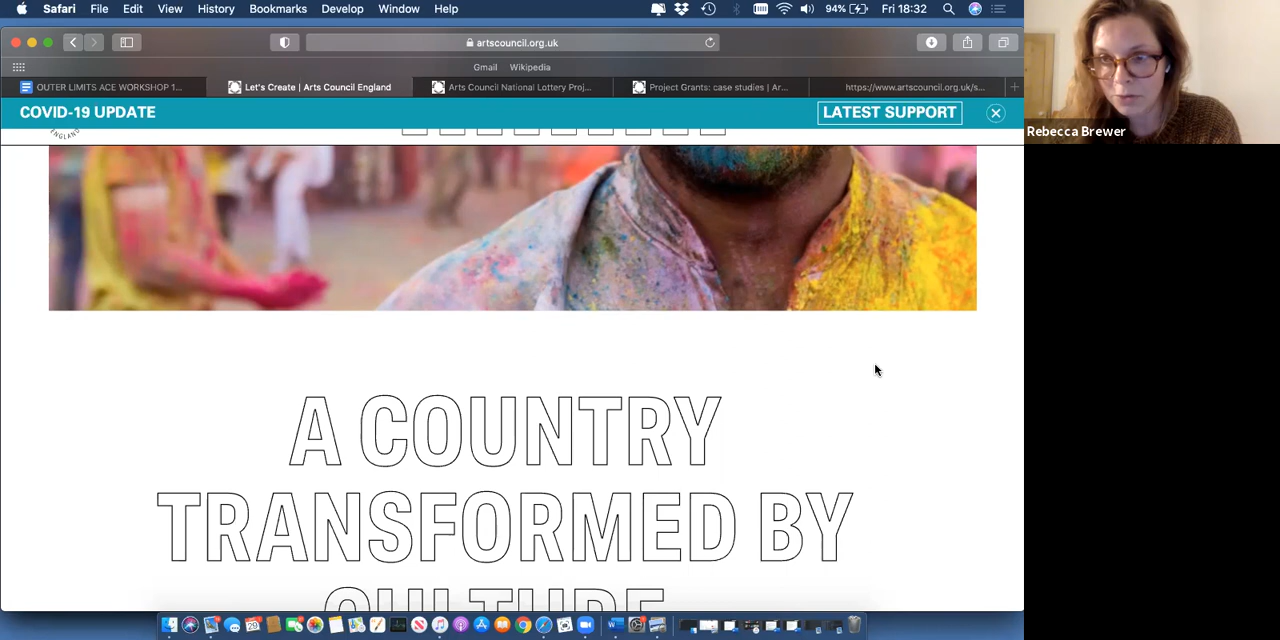 Safari File Edit View History Bookmarks Develop Window Help 94% Fri 18:32
artscouncil.org.uk
Gmail Wikipedia
OUTER LIMITS ACE WORKSHOP 1... Let's Create | Arts Council England Arts Council National Lottery Proj... Project Grants: case studies | Ar... https://www.artscouncil.org.uk/s...
COVID-19 UPDATE LATEST SUPPORT
ENGLAND
Rebecca Brewer
A COUNTRY
TRANSFORMED BY
CULTURE